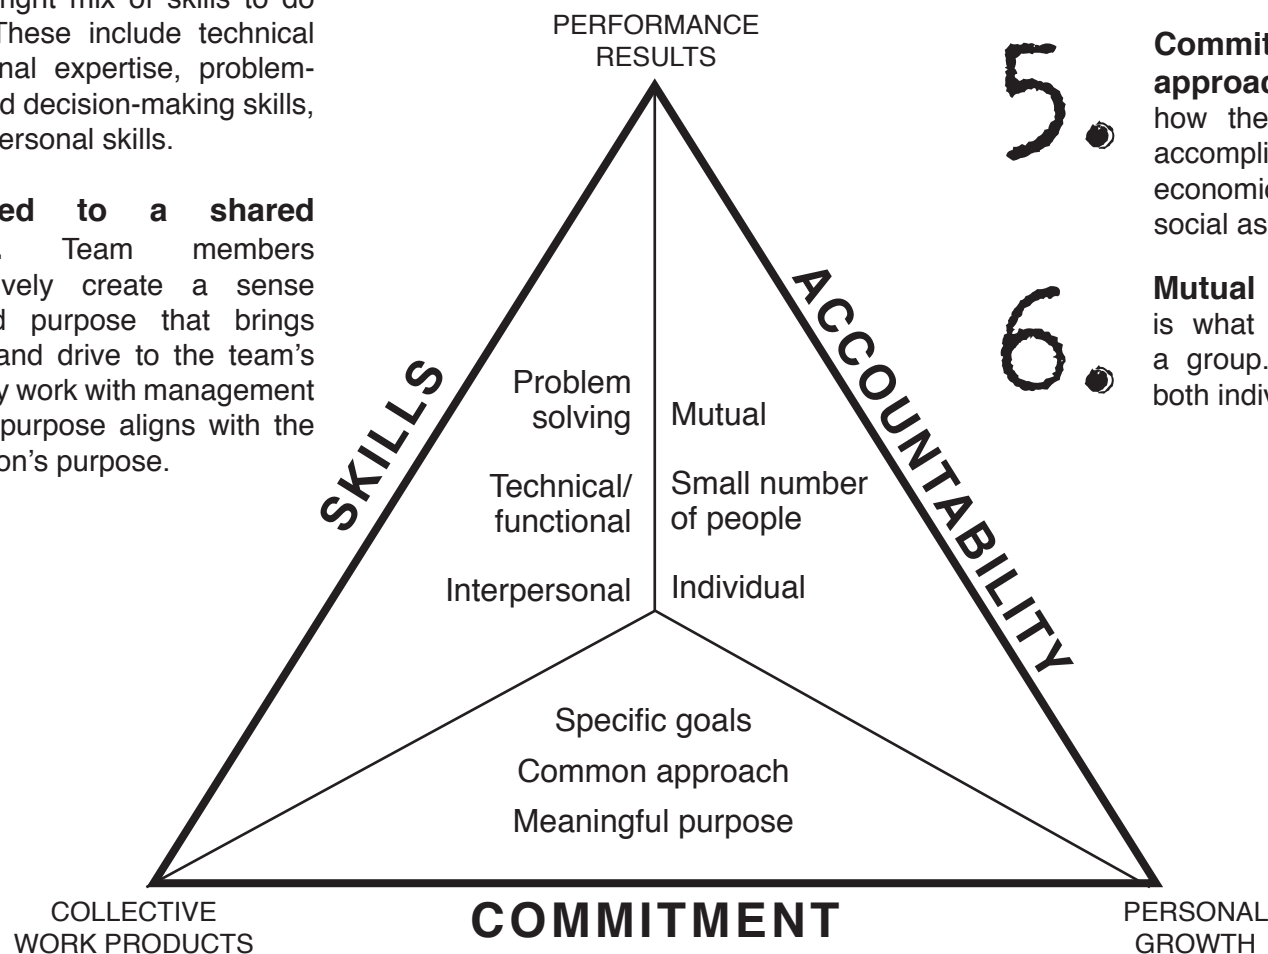 right mix of skills to do
These include technical
nal expertise, problem-
d decision-making skills,
ersonal skills.
ed to a shared
. Team members
vely create a sense
d purpose that brings
and drive to the team's
y work with management
purpose aligns with the
on's purpose.
PERFORMANCE
RESULTS
SKILLS
ACCOUNTABILITY
Problem
solving
Technical/
functional
Interpersonal
Mutual
Small number
of people
Individual
Specific goals
Common approach
Meaningful purpose
COLLECTIVE
WORK PRODUCTS
COMMITMENT
PERSONAL
GROWTH
5.
Commit
approac
how the
accompli
economic
social as
6.
Mutual
is what
a group.
both indiv